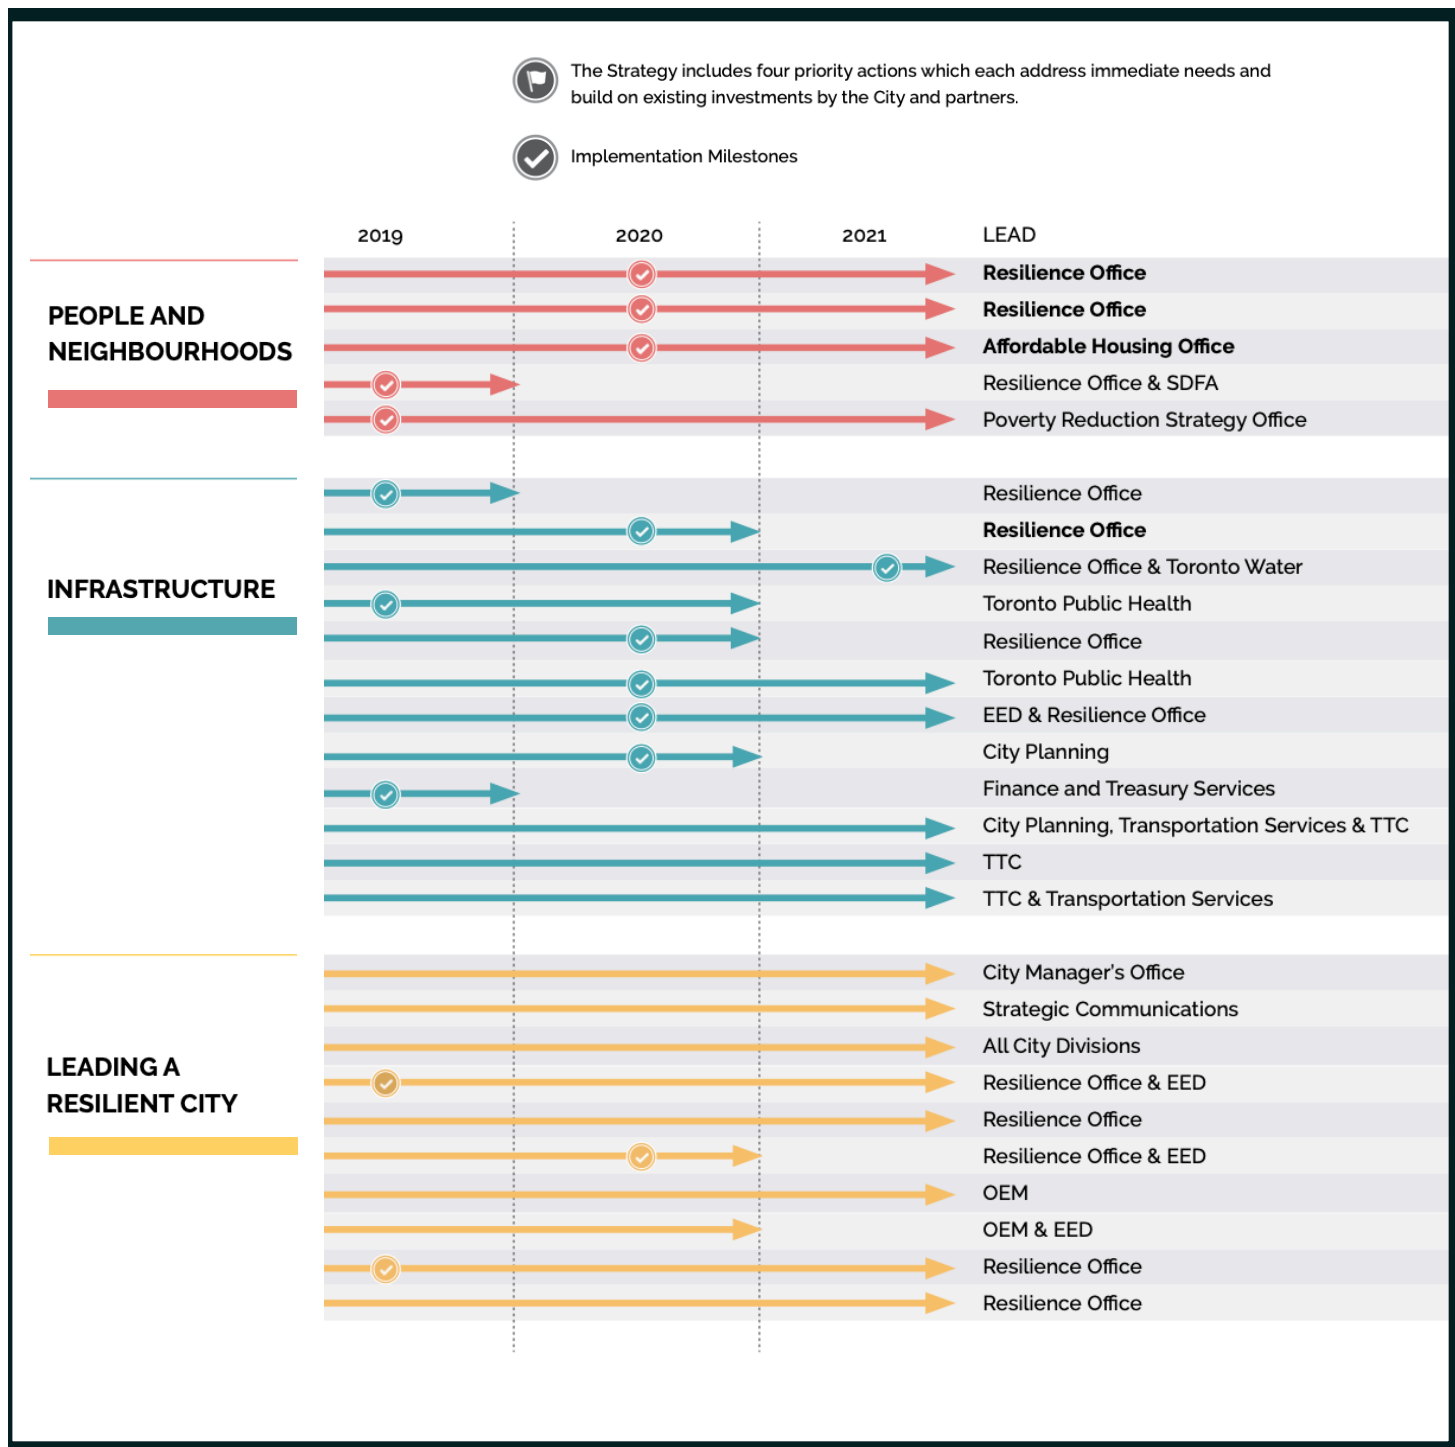 The Strategy includes four priority actions which each address immediate needs and
build on existing investments by the City and partners.
Implementation Milestones
2019 2020 2021 LEAD
PEOPLE AND
NEIGHBOURHOODS
Resilience Office
Resilience Office
Affordable Housing Office
Resilience Office & SDFA
Poverty Reduction Strategy Office
INFRASTRUCTURE
Resilience Office
Resilience Office
Resilience Office & Toronto Water
Toronto Public Health
Resilience Office
Toronto Public Health
EED & Resilience Office
City Planning
Finance and Treasury Services
City Planning, Transportation Services & TTC
TTC
TTC & Transportation Services
LEADING A
RESILIENT CITY
City Manager's Office
Strategic Communications
All City Divisions
Resilience Office & EED
Resilience Office
Resilience Office & EED
OEM
OEM & EED
Resilience Office
Resilience Office